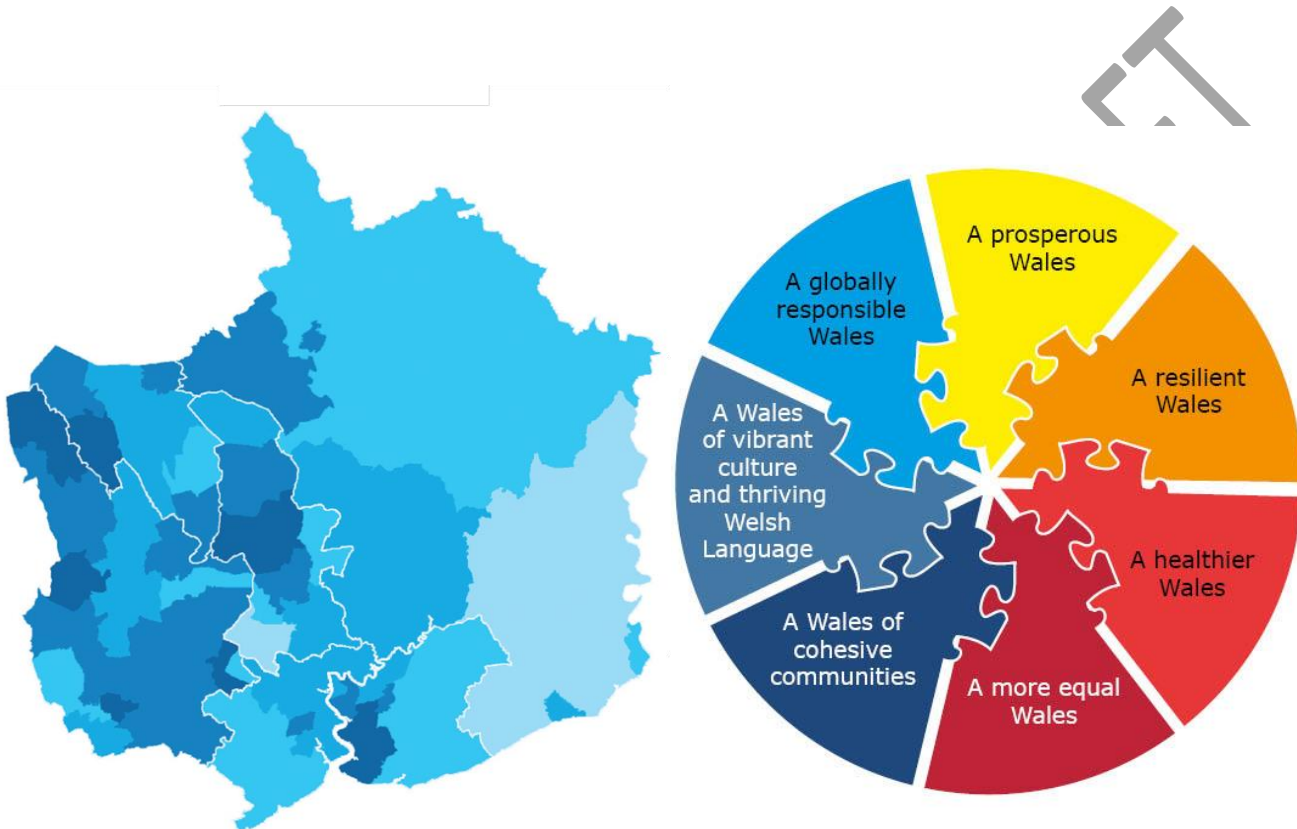 A prosperous
Wales
A resilient
Wales
A healthier
Wales
A more equal
Wales
A Wales of
cohesive
communities
A Wales
of vibrant
culture
and thriving
Welsh
Language
A globally
responsible
Wales